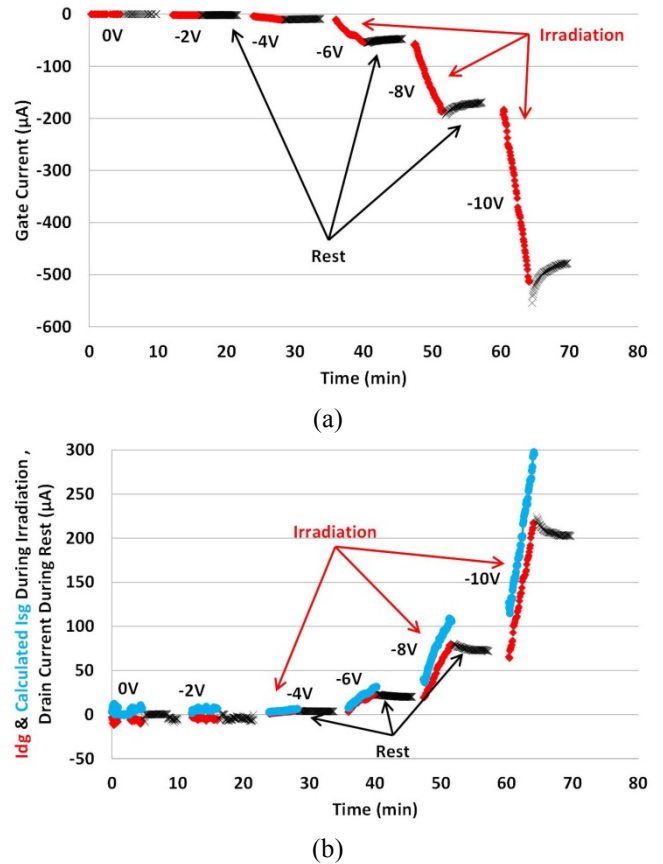 0
-100
-200
-300
-400
-500
-600
Gate Current (µA)
0V
-2V
-4V
-6V
-8V
-10V
Irradiation
Rest
0 10 20 30 40 50 60 70 80
Time (min)
(a)
300
250
200
150
100
50
0
-50
Idg & Calculated Isg During Irradiation ,
Drain Current During Rest (µA)
Irradiation
0V
-2V
-4V
-6V
-8V
-10V
Rest
0 10 20 30 40 50 60 70 80
Time (min)
(b)